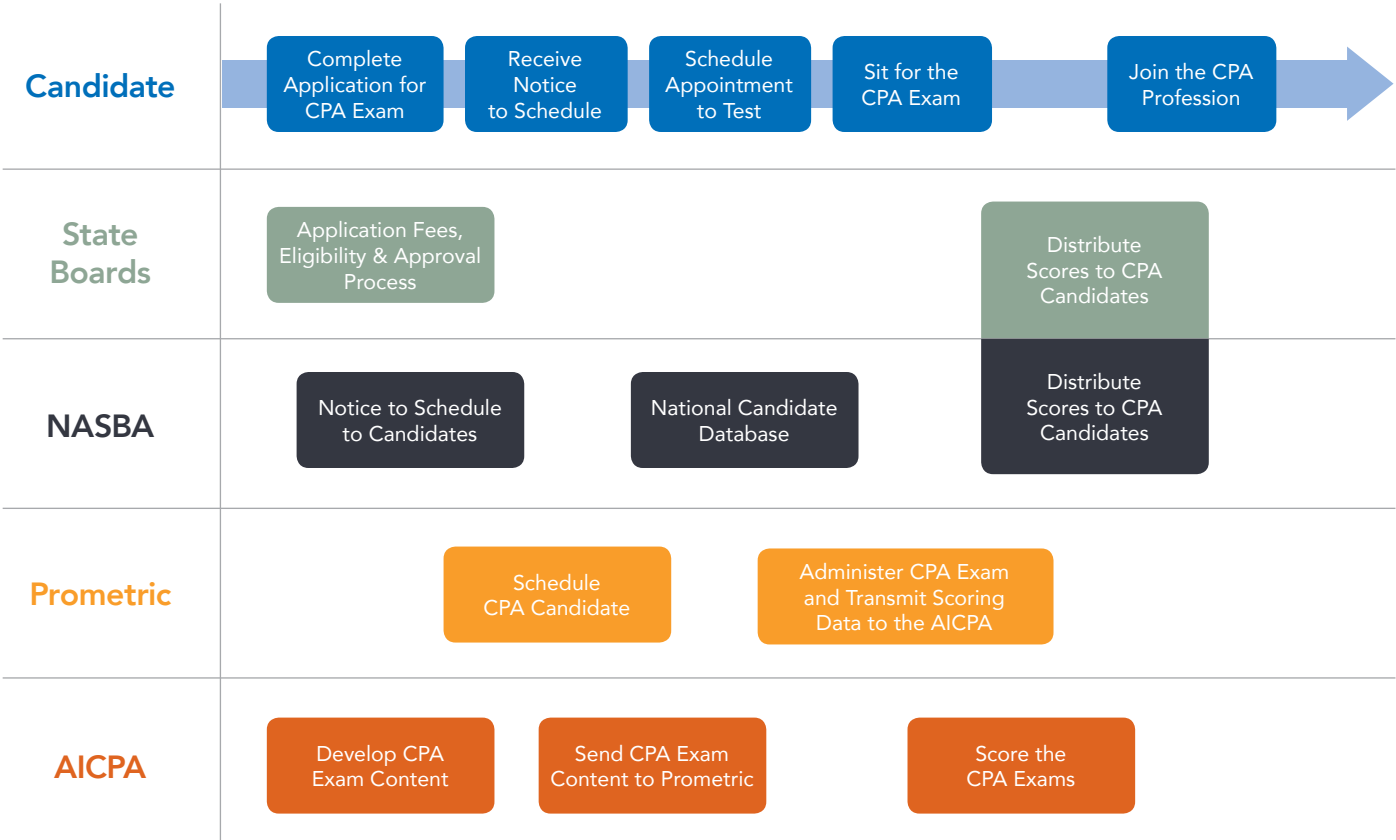 Candidate
Complete
Application for
CPA Exam
Receive
Notice
to Schedule
Schedule
Appointment
to Test
Sit for the
CPA Exam
Join the CPA
Profession
State
Boards
Application Fees,
Eligibility & Approval
Process
Distribute
Scores to CPA
Candidates
NASBA
Notice to Schedule
to Candidates
National Candidate
Database
Distribute
Scores to CPA
Candidates
Prometric
Schedule
CPA Candidate
Administer CPA Exam
and Transmit Scoring
Data to the AICPA
AICPA
Develop CPA
Exam Content
Send CPA Exam
Content to Prometric
Score the
CPA Exams